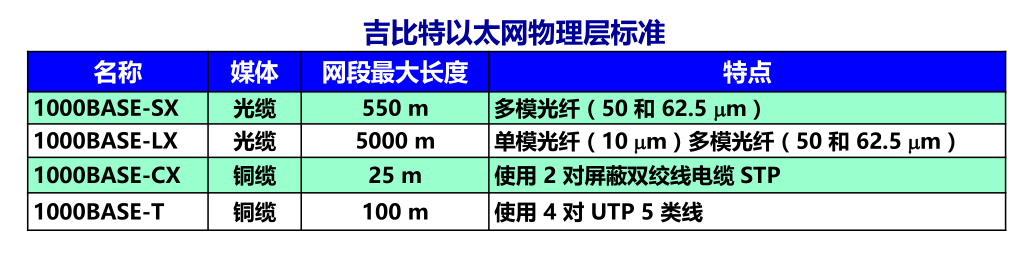 吉比特以太网物理层标准
名称 媒体 网段最大长度 特点
1000BASE-SX 光缆 550 m 多模光纤（50 和 62.5 μm）
1000BASE-LX 光缆 5000 m 单模光纤（10 μm）多模光纤（50 和 62.5 μm）
1000BASE-CX 铜缆 25 m 使用 2 对屏蔽双绞线电缆 STP
1000BASE-T 铜缆 100 m 使用 4 对 UTP 5 类线